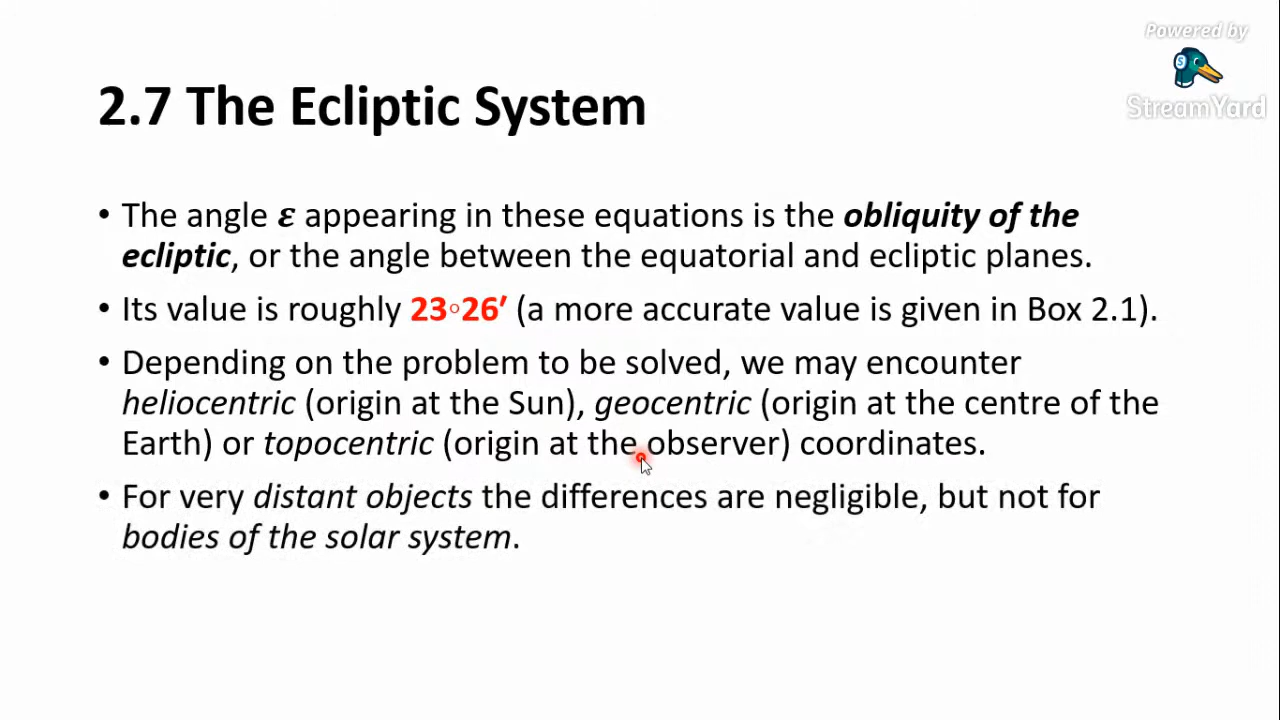 Powered by
StreamYard
2.7 The Ecliptic System
• The angle ε appearing in these equations is the obliquity of the
ecliptic, or the angle between the equatorial and ecliptic planes.
• Its value is roughly 23◦26′ (a more accurate value is given in Box 2.1).
• Depending on the problem to be solved, we may encounter
heliocentric (origin at the Sun), geocentric (origin at the centre of the
Earth) or topocentric (origin at the observer) coordinates.
• For very distant objects the differences are negligible, but not for
bodies of the solar system.